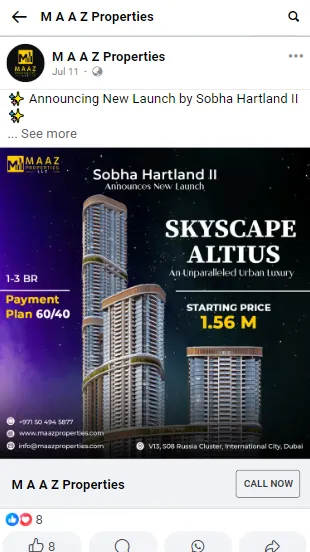 M A A Z Properties
M A A Z Properties
Jul 11 ·
Announcing New Launch by Sobha Hartland II
... See more
MAAZ
PROPERTIES
LLC
Sobha Hartland II
Announces New Launch
SKYSCAPE
ALTIUS
An Unparalleled Urban Luxury
1-3 BR
Payment
Plan 60/40
STARTING PRICE
1.56 M
+971 50 494 5877
www.maazproperties.com
info@maazproperties.com
V13, S08 Russia Cluster, International City, Dubai
M A A Z Properties
CALL NOW
8
8